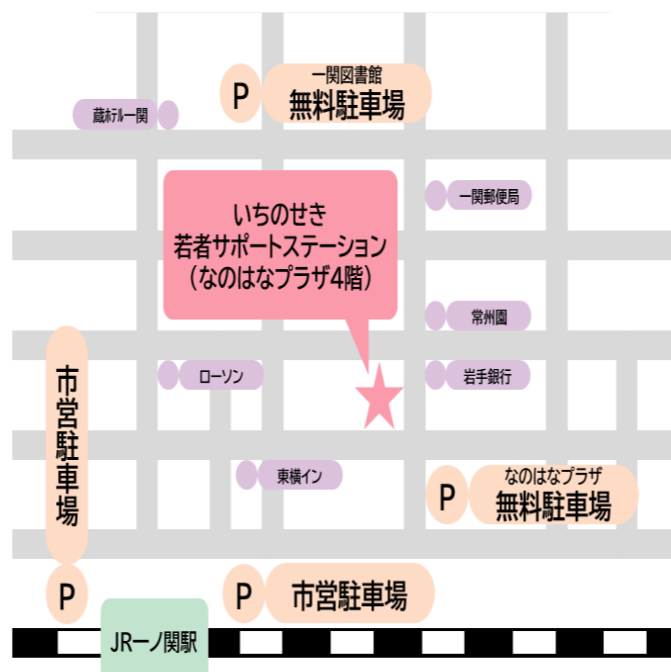 P
一関図書館
無料駐車場
蔵ホテル一関
一関郵便局
いちのせき
若者サポートステーション
（なのはなプラザ4階）
常州園
ローソン
岩手銀行
市営駐車場
P
東横イン
P
なのはなプラザ
無料駐車場
P
市営駐車場
JR一ノ関駅